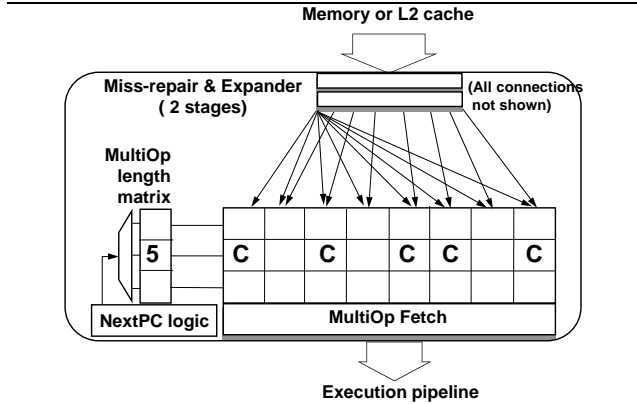 Memory or L2 cache
Miss-repair & Expander
( 2 stages)
(All connections
not shown)
MultiOp
length
matrix
5
C C C C C
NextPC logic
MultiOp Fetch
Execution pipeline